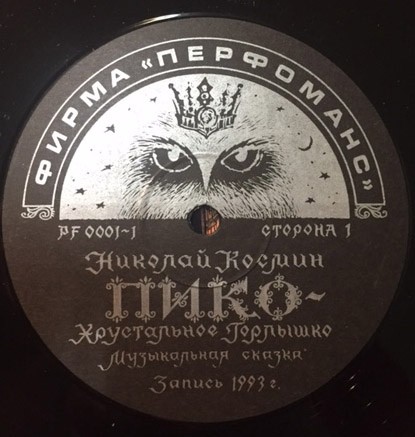 ФИРМА «ПЕРФОМАНС»
PF 0001-1 СТОРОНА 1
Николай Космин
ПИКО-
Хрустальное Горлышко
Музыкальная сказка
Запись 1993 г.